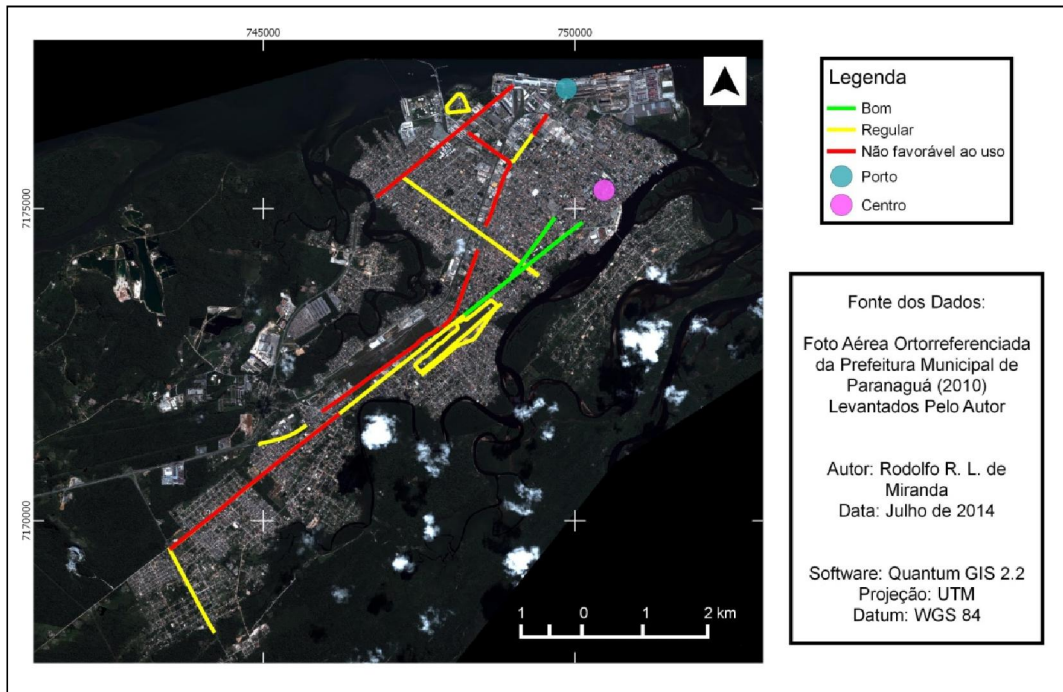 745000
750000
7175000
7170000
1 0 1 2 km
Legenda
Bom
Regular
Não favorável ao uso
Porto
Centro
Fonte dos Dados:
Foto Aérea Ortorreferenciada
da Prefeitura Municipal de
Paranaguá (2010)
Levantados Pelo Autor
Autor: Rodolfo R. L. de
Miranda
Data: Julho de 2014
Software: Quantum GIS 2.2
Projeção: UTM
Datum: WGS 84